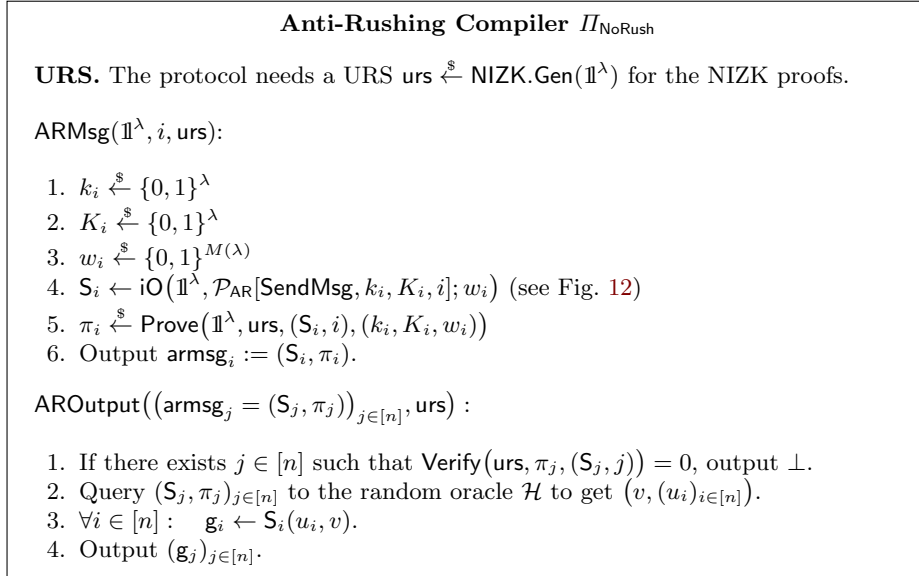 Anti-Rushing Compiler Π_NoRush
URS. The protocol needs a URS urs ←$ NIZK.Gen(𝟙^λ) for the NIZK proofs.
ARMsg(𝟙^λ, i, urs):
1. k_i ←$ {0, 1}^λ
2. K_i ←$ {0, 1}^λ
3. w_i ←$ {0, 1}^{M(λ)}
4. S_i ← iO(𝟙^λ, 𝒫_AR[SendMsg, k_i, K_i, i]; w_i) (see Fig. 12)
5. π_i ←$ Prove(𝟙^λ, urs, (S_i, i), (k_i, K_i, w_i))
6. Output armsg_i := (S_i, π_i).
AROutput((armsg_j = (S_j, π_j))_{j∈[n]}, urs) :
1. If there exists j ∈ [n] such that Verify(urs, π_j, (S_j, j)) = 0, output ⊥.
2. Query (S_j, π_j)_{j∈[n]} to the random oracle ℋ to get (v, (u_i)_{i∈[n]}).
3. ∀i ∈ [n] : g_i ← S_i(u_i, v).
4. Output (g_j)_{j∈[n]}.